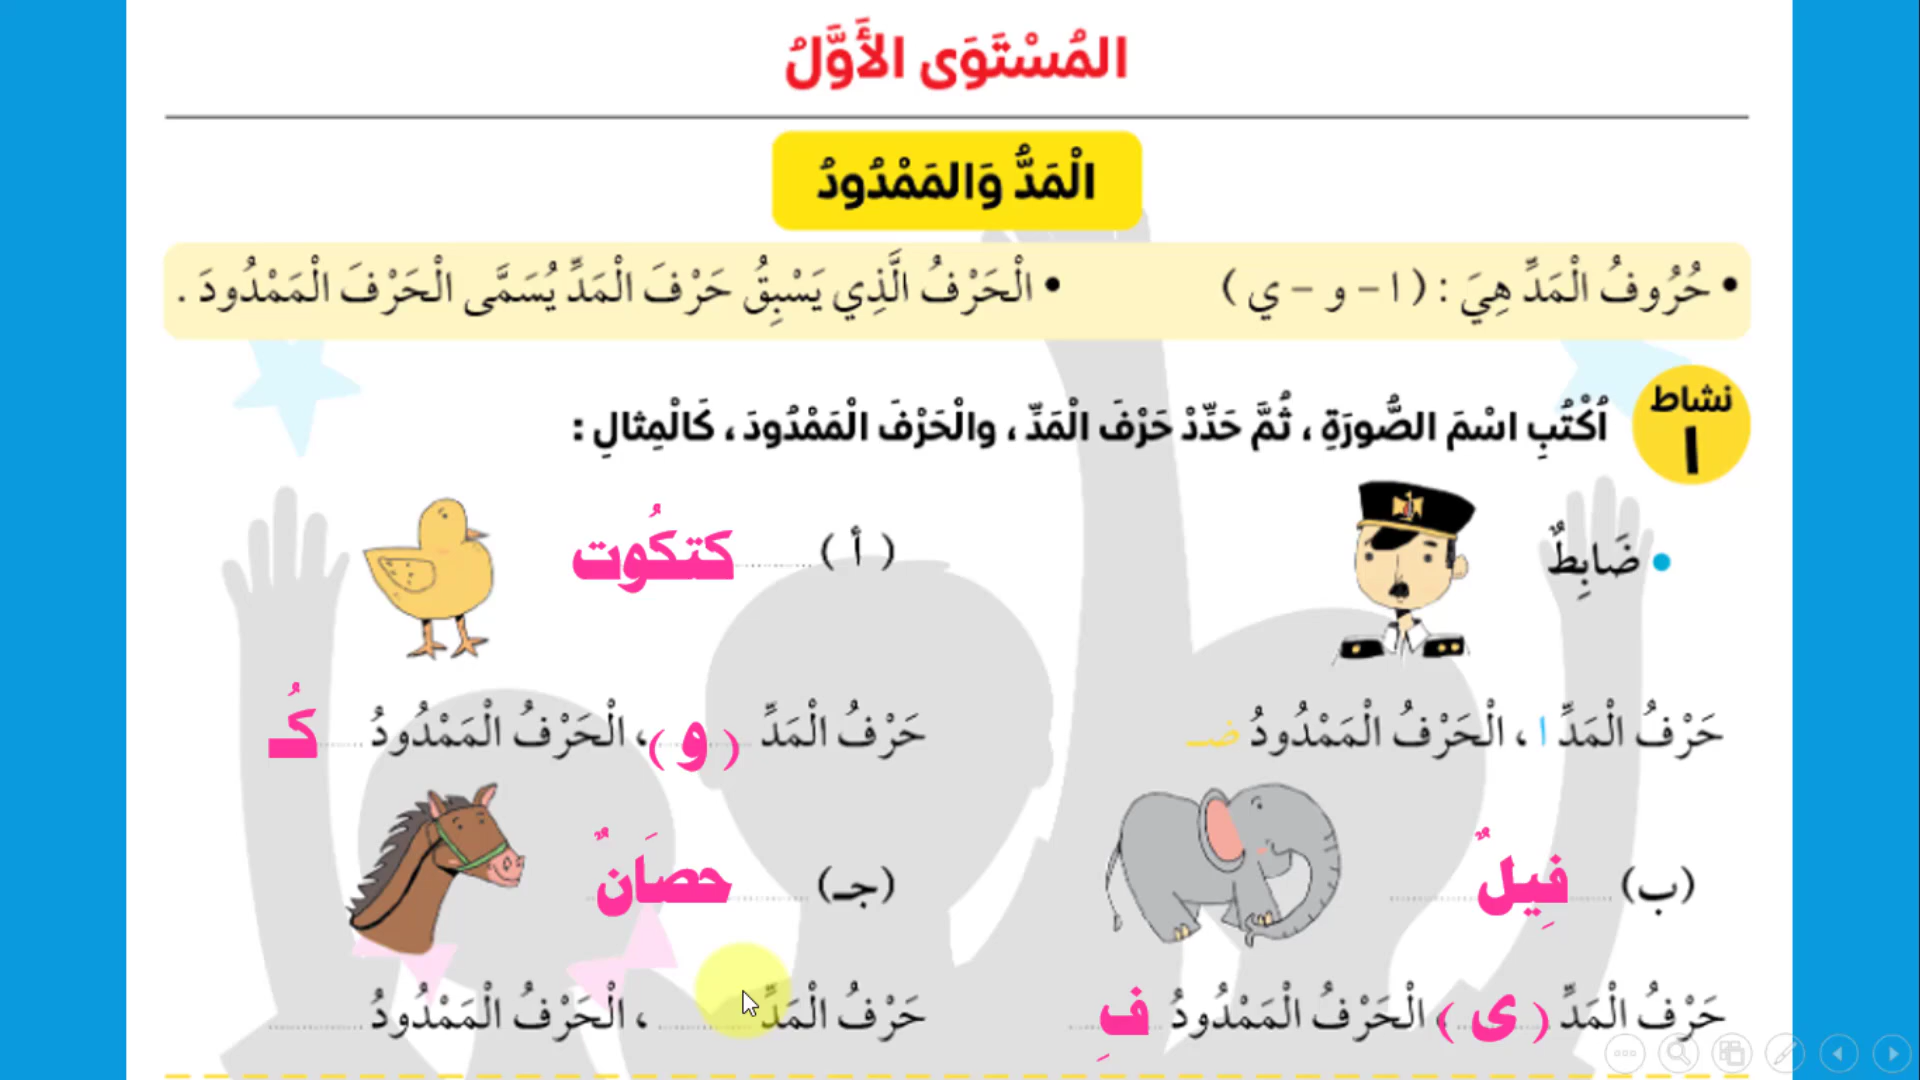 المُسْتَوَى الأَوَّلُ
الْمَدُّ وَالمَمْدُودُ
• حُرُوفُ الْمَدِّ هِيَ : ( ا – و – ي ) • الْحَرْفُ الَّذِي يَسْبِقُ حَرْفَ الْمَدِّ يُسَمَّى الْحَرْفَ الْمَمْدُودَ .
نشاط ١ اُكْتُبِ اسْمَ الصُّورَةِ ، ثُمَّ حَدِّدْ حَرْفَ الْمَدِّ ، والْحَرْفَ الْمَمْدُودَ ، كَالْمِثالِ :
• ضَابِطٌ
( أ ) كتكُوت
حَرْفُ الْمَدِّ ا ، الْحَرْفُ الْمَمْدُودُ ضـ
حَرْفُ الْمَدِّ ( و ) ، الْحَرْفُ الْمَمْدُودُ كُـ
(ب) فِيلٌ
(جـ) حصَانٌ
حَرْفُ الْمَدِّ ( ى ) الْحَرْفُ الْمَمْدُودُ فِـ
حَرْفُ الْمَدِّ ، الْحَرْفُ الْمَمْدُودُ